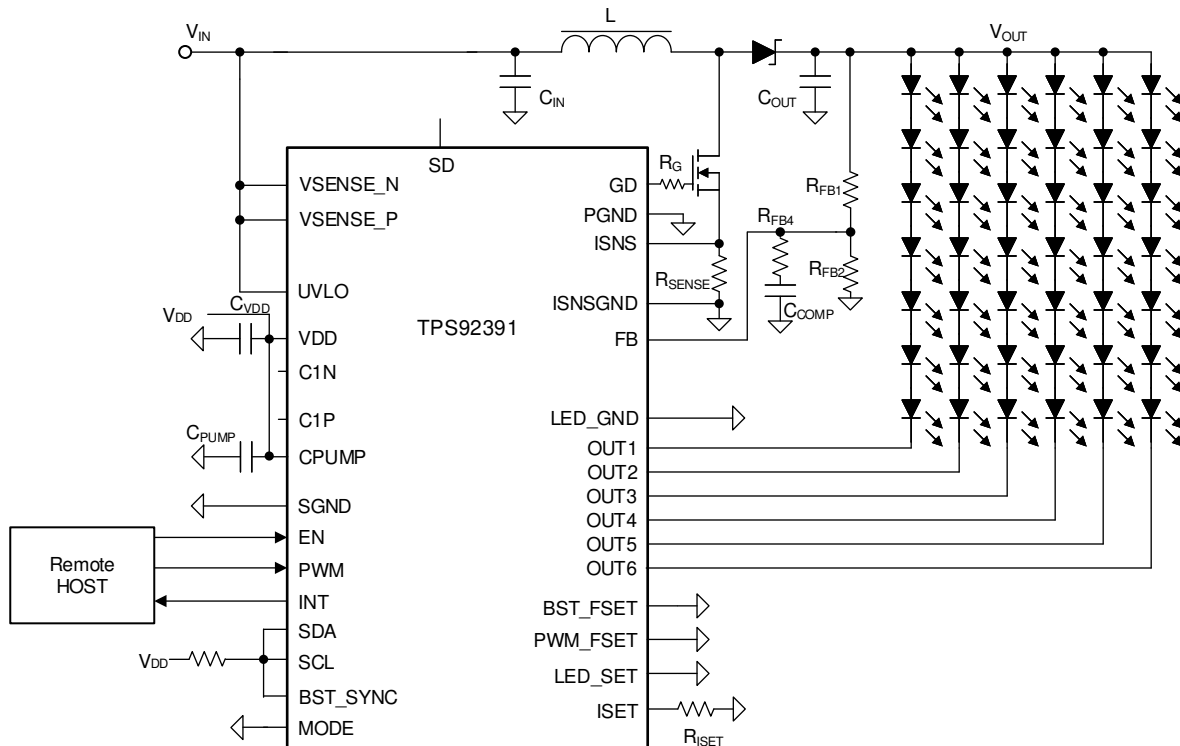 L
VIN
VOUT
CIN
COUT
SD
RG
GD
VSENSE_N
RFB1
PGND
VSENSE_P
RFB4
ISNS
RSENSE
RFB2
UVLO
ISNSGND
CVDD
CCOMP
VDD
TPS92391
VDD
FB
C1N
C1P
LED_GND
CPUMP
OUT1
CPUMP
OUT2
OUT3
SGND
OUT4
EN
OUT5
Remote
HOST
PWM
OUT6
INT
BST_FSET
SDA
PWM_FSET
VDD
SCL
LED_SET
BST_SYNC
ISET
MODE
RISET